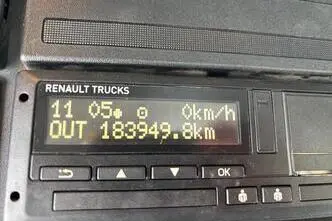 RENAULT TRUCKS
11 05 0km/h
OUT 183949.8km
OK